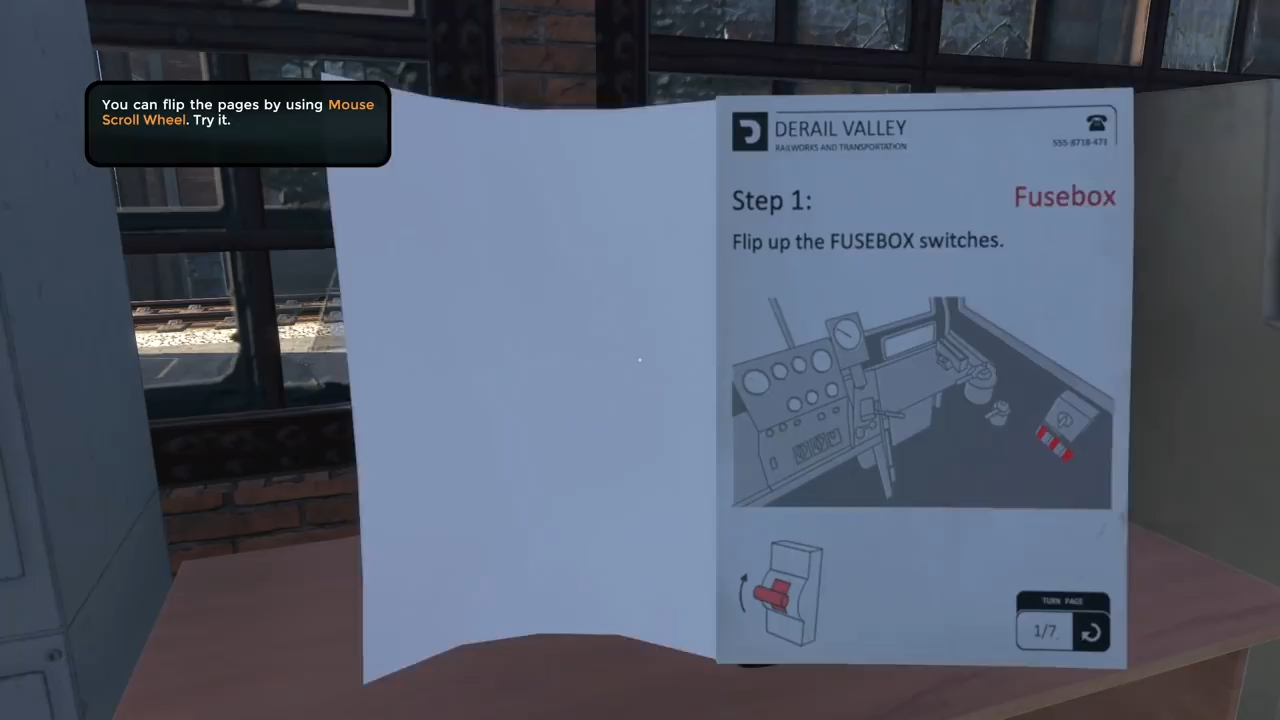 You can flip the pages by using Mouse
Scroll Wheel. Try it.
DERAIL VALLEY
RAILWORKS AND TRANSPORTATION
555-8718-471
Step 1:
Fusebox
Flip up the FUSEBOX switches.
TURN PAGE
1/7